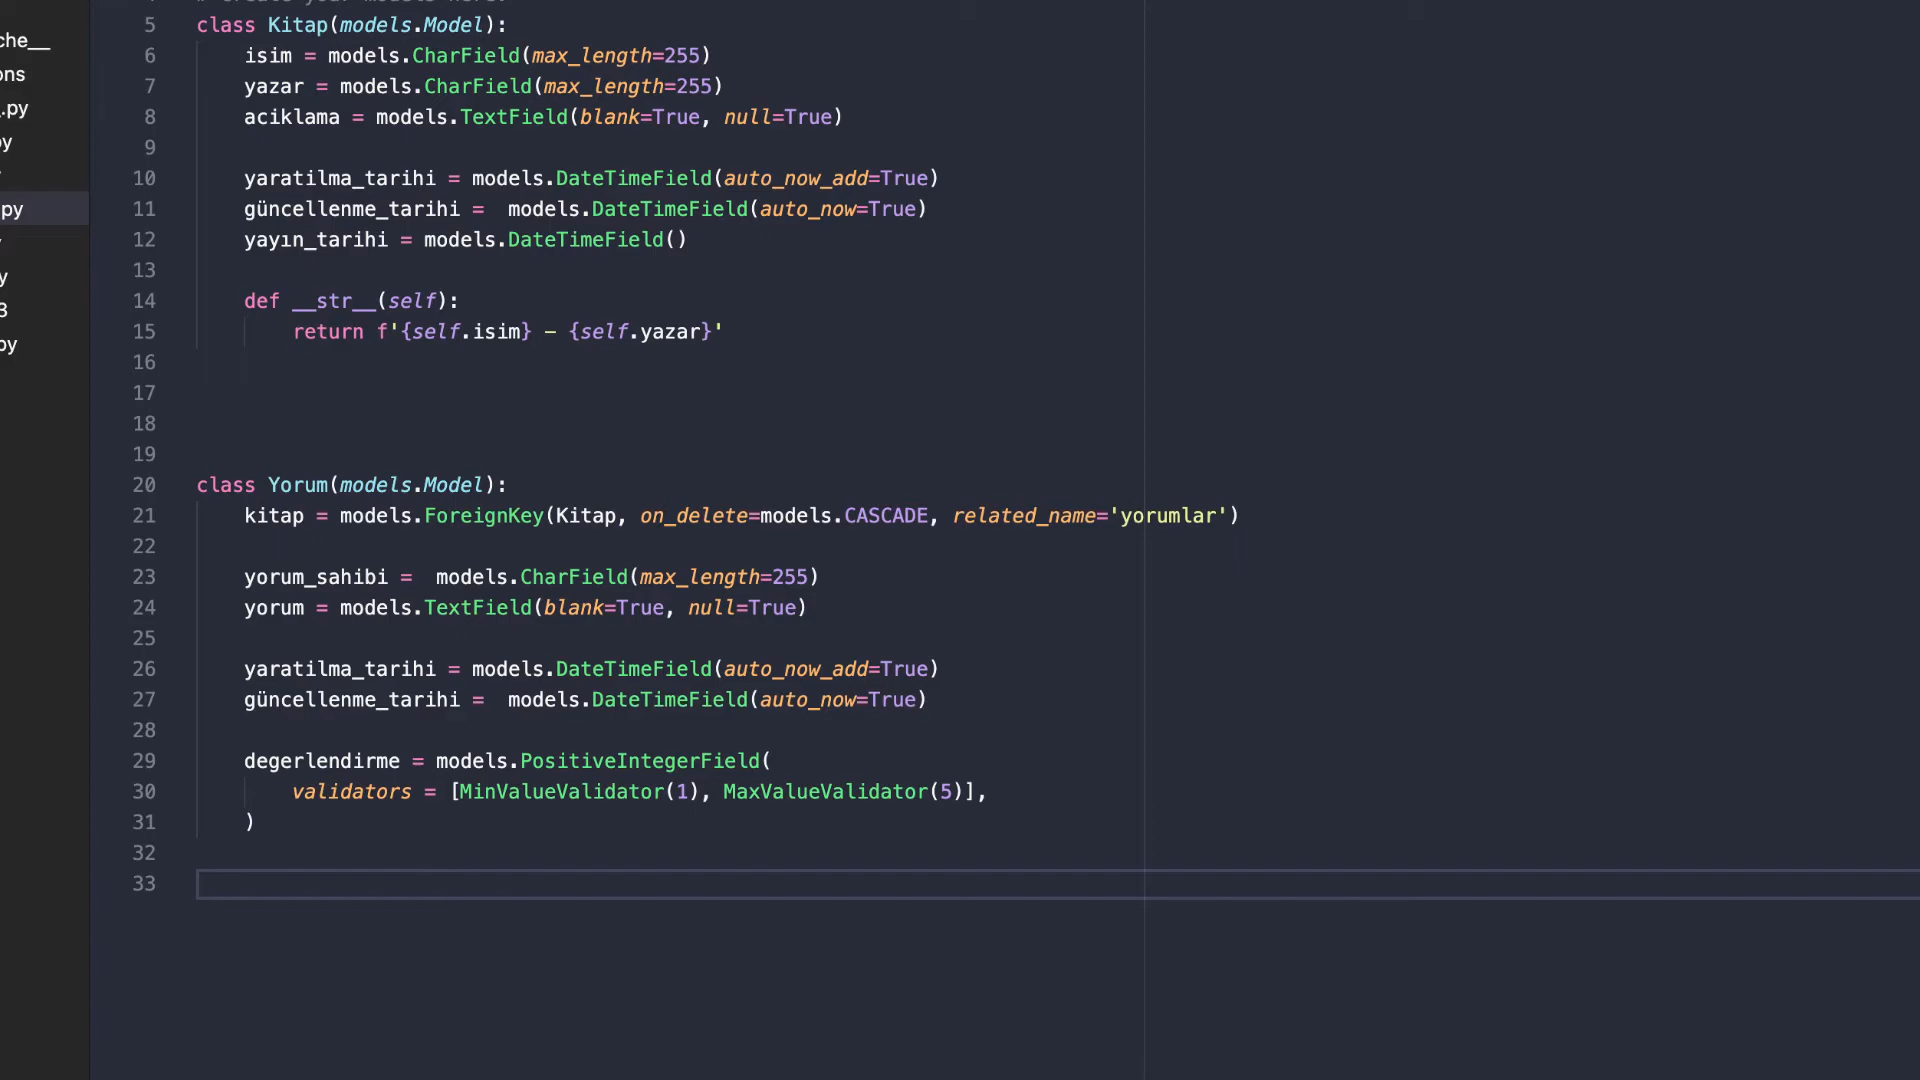 che__
ons
_.py
py
.py
y
3
py
5 class Kitap(models.Model):
6 isim = models.CharField(max_length=255)
7 yazar = models.CharField(max_length=255)
8 aciklama = models.TextField(blank=True, null=True)
9
10 yaratilma_tarihi = models.DateTimeField(auto_now_add=True)
11 güncellenme_tarihi =  models.DateTimeField(auto_now=True)
12 yayın_tarihi = models.DateTimeField()
13
14 def __str__(self):
15 return f'{self.isim} - {self.yazar}'
16
17
18
19
20 class Yorum(models.Model):
21 kitap = models.ForeignKey(Kitap, on_delete=models.CASCADE, related_name='yorumlar')
22
23 yorum_sahibi =  models.CharField(max_length=255)
24 yorum = models.TextField(blank=True, null=True)
25
26 yaratilma_tarihi = models.DateTimeField(auto_now_add=True)
27 güncellenme_tarihi =  models.DateTimeField(auto_now=True)
28
29 degerlendirme = models.PositiveIntegerField(
30 validators = [MinValueValidator(1), MaxValueValidator(5)],
31 )
32
33